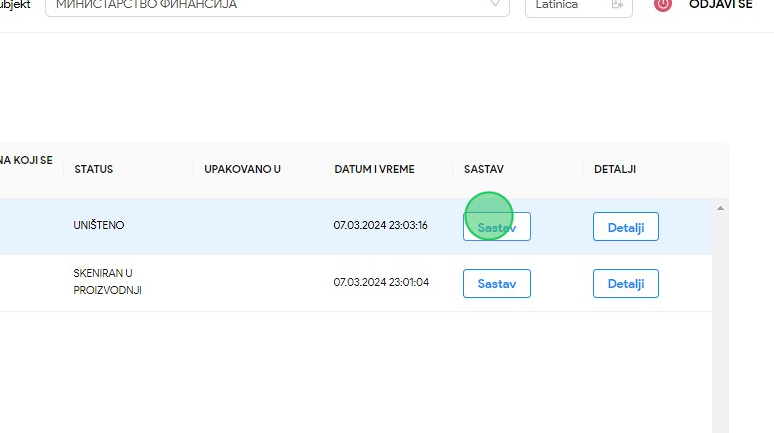 ubjekt МИНИСТАРСТВО ФИНАНСИЈА Latinica ODJAVI SE
NA KOJI SE STATUS UPAKOVANO U DATUM I VREME SASTAV DETALJI
UNIŠTENO 07.03.2024 23:03:16 Sastav Detalji
SKENIRAN U
PROIZVODNJI 07.03.2024 23:01:04 Sastav Detalji